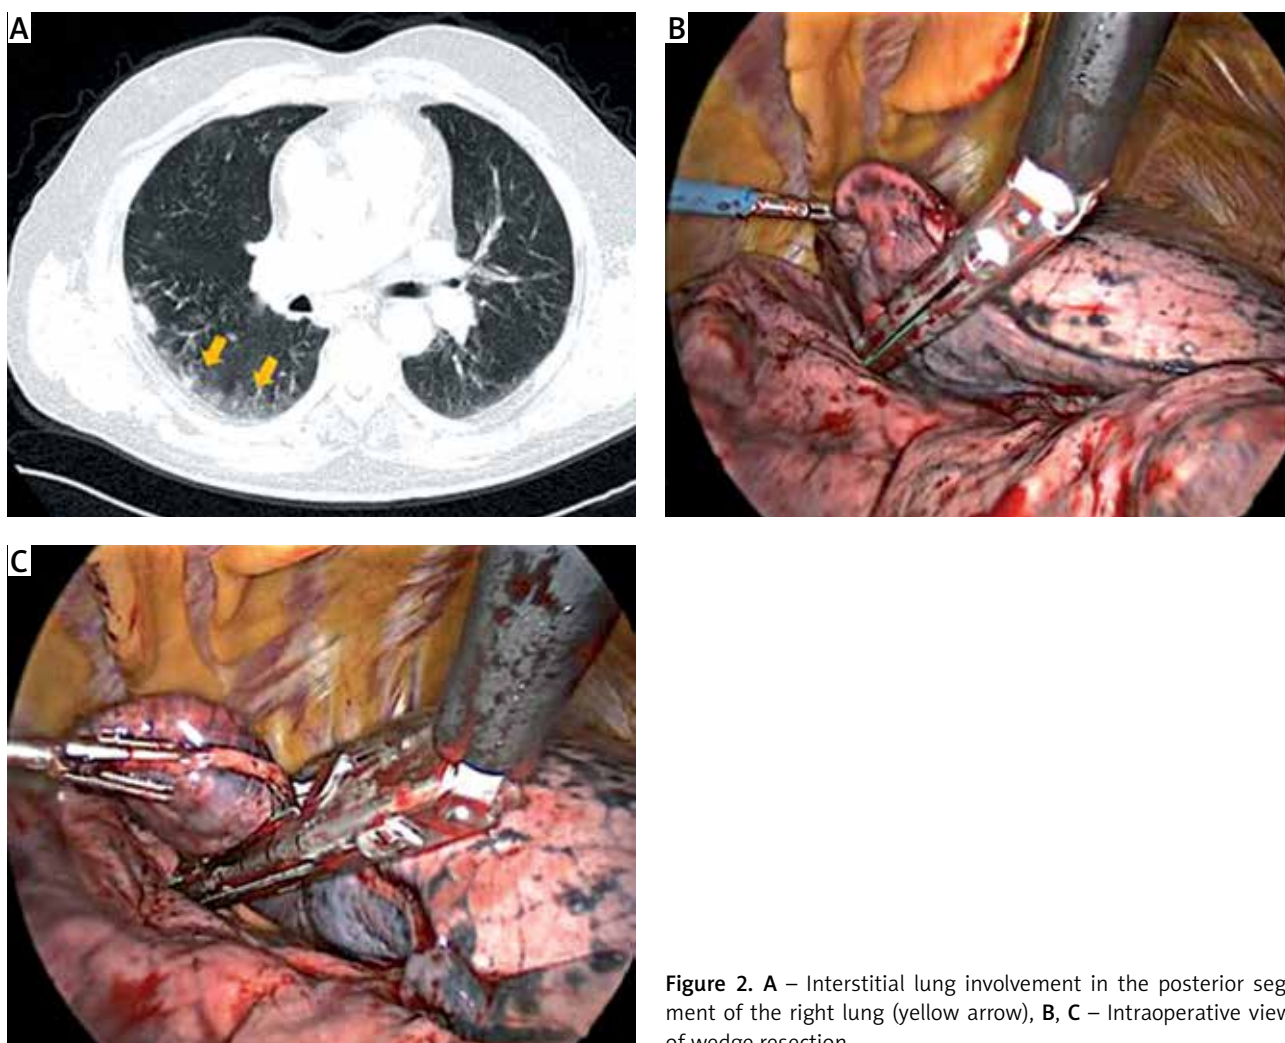 A
B
C
Figure 2. A – Interstitial lung involvement in the posterior seg
ment of the right lung (yellow arrow), B, C – Intraoperative view
of wedge resection